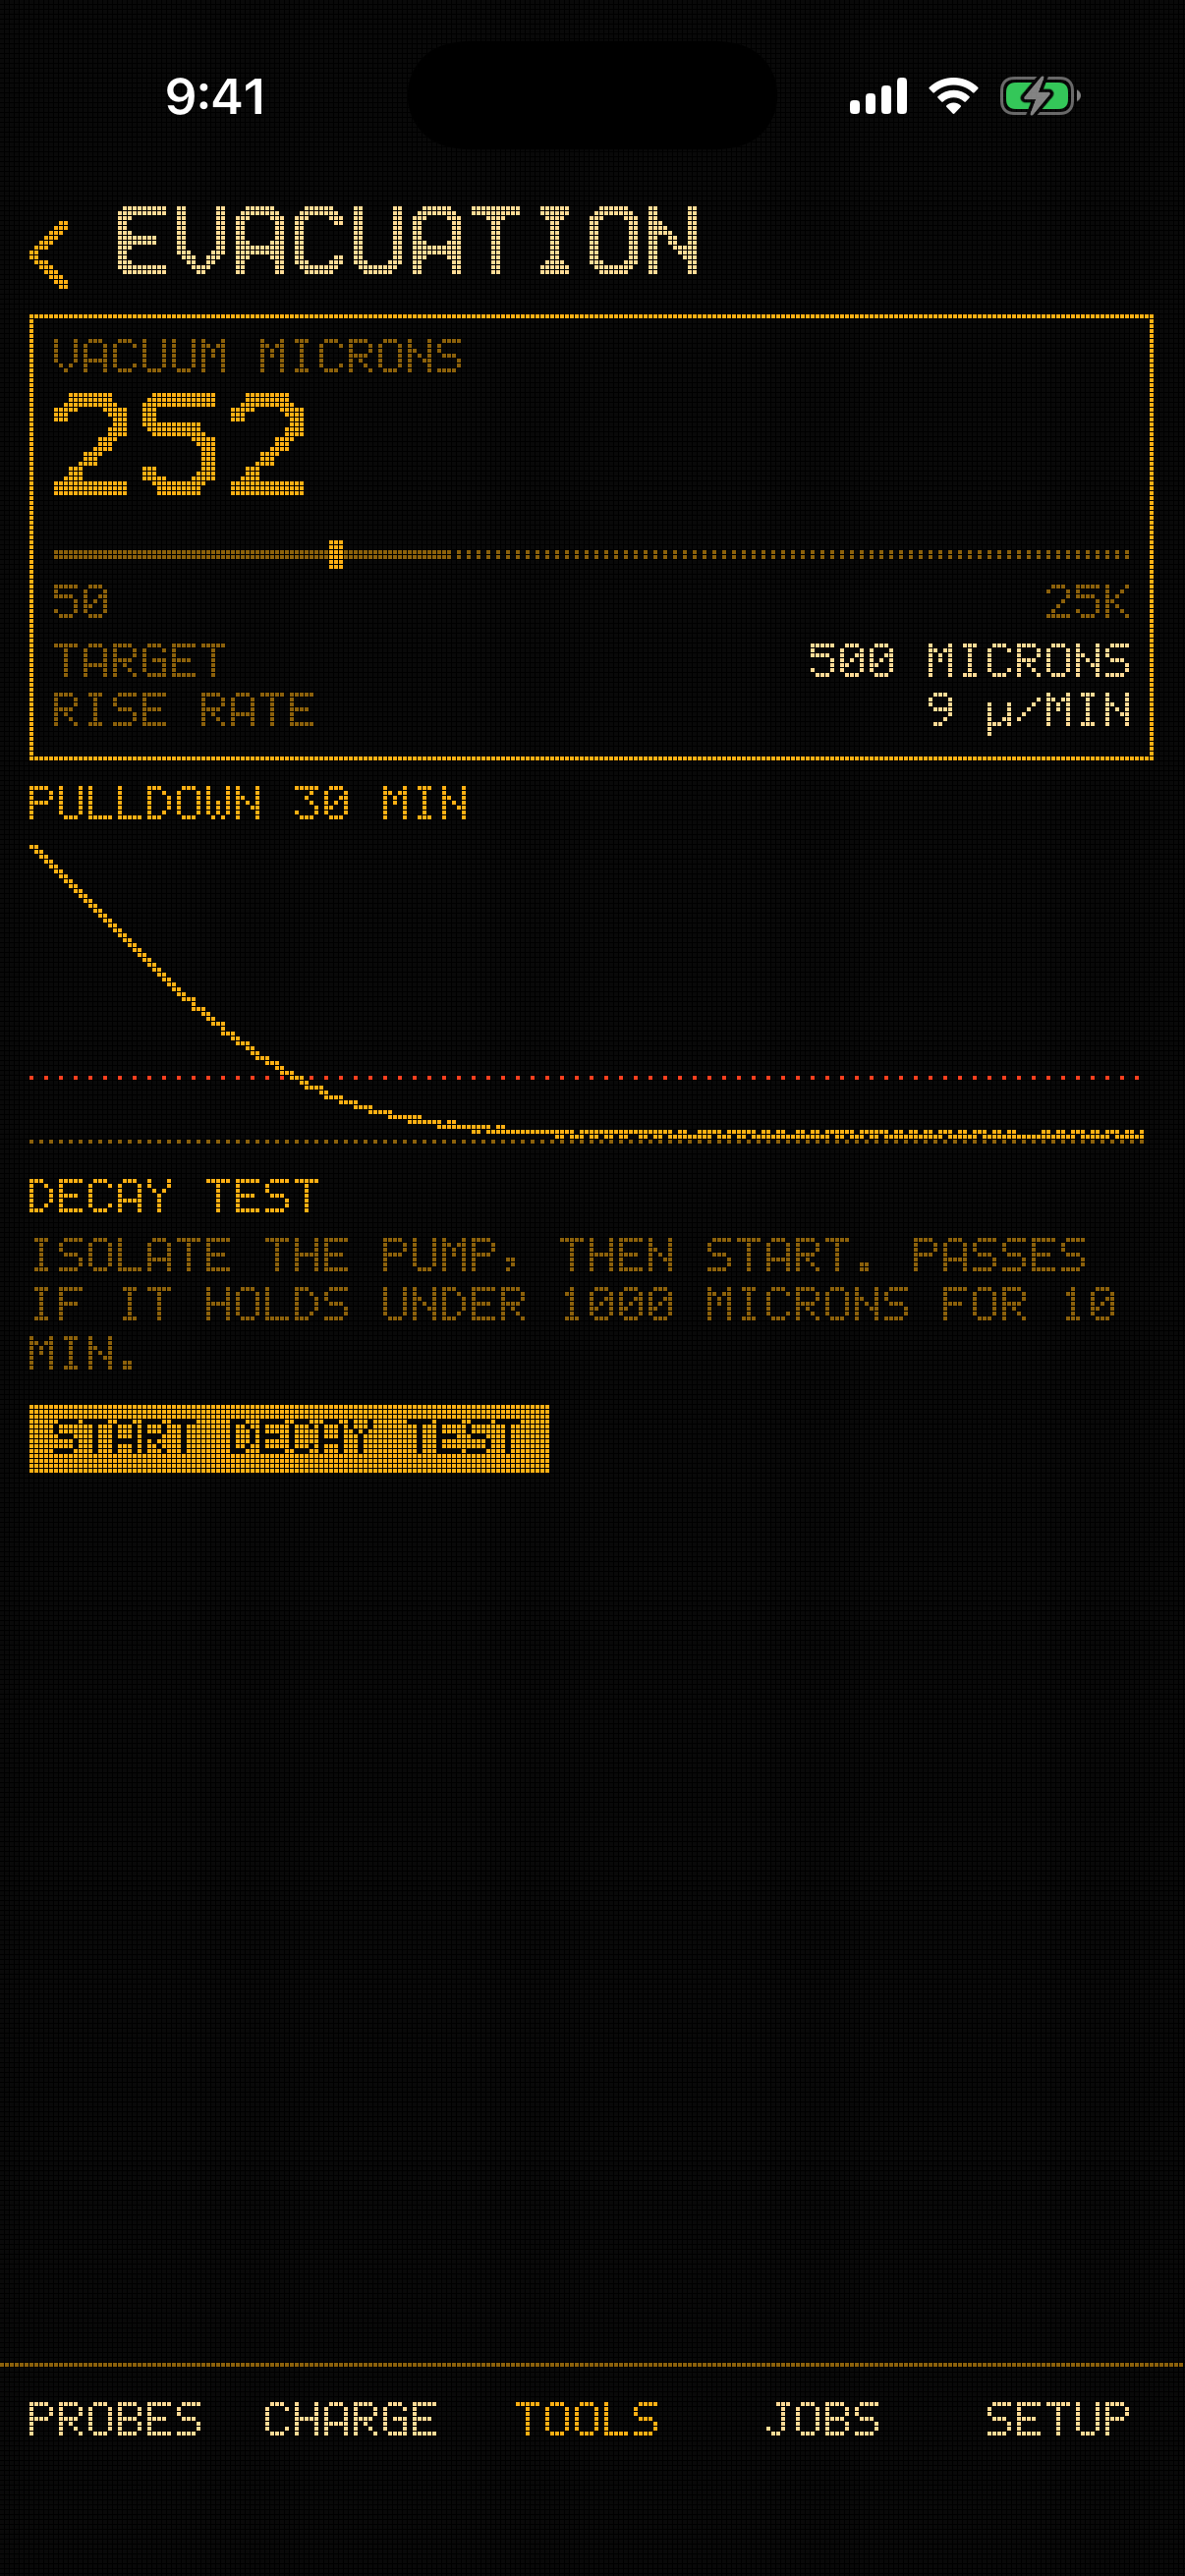 9:41
< EVACUATION
VACUUM MICRONS
252
50 25K
TARGET 500 MICRONS
RISE RATE 9 µ/MIN
PULLDOWN 30 MIN
DECAY TEST
ISOLATE THE PUMP, THEN START. PASSES
IF IT HOLDS UNDER 1000 MICRONS FOR 10
MIN.
START DECAY TEST
PROBES CHARGE TOOLS JOBS SETUP